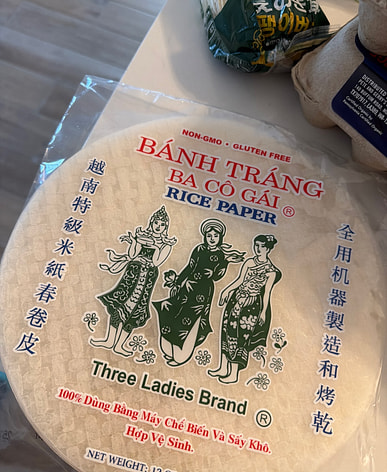 DISTRIBUTED
NON-GMO • GLUTEN FREE
BÁNH TRÁNG
BA CÔ GÁI ®
RICE PAPER
越南特級米紙春卷皮
全用机器製造和烤乾
Three Ladies Brand ®
100% Dùng Bằng Máy Chế Biến Và Sấy Khô.
Hợp Vệ Sinh.
NET WEIGHT: 12